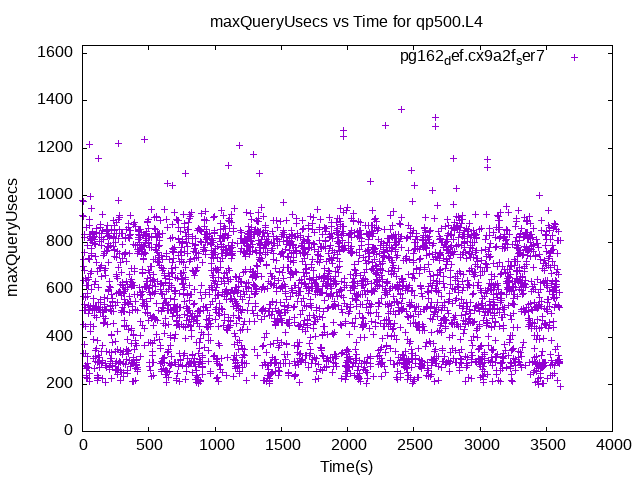 maxQueryUsecs vs Time for qp500.L4
pg162def.cx9a2fser7
1600
1400
1200
1000
800
600
400
200
0
maxQueryUsecs
0 500 1000 1500 2000 2500 3000 3500 4000
Time(s)